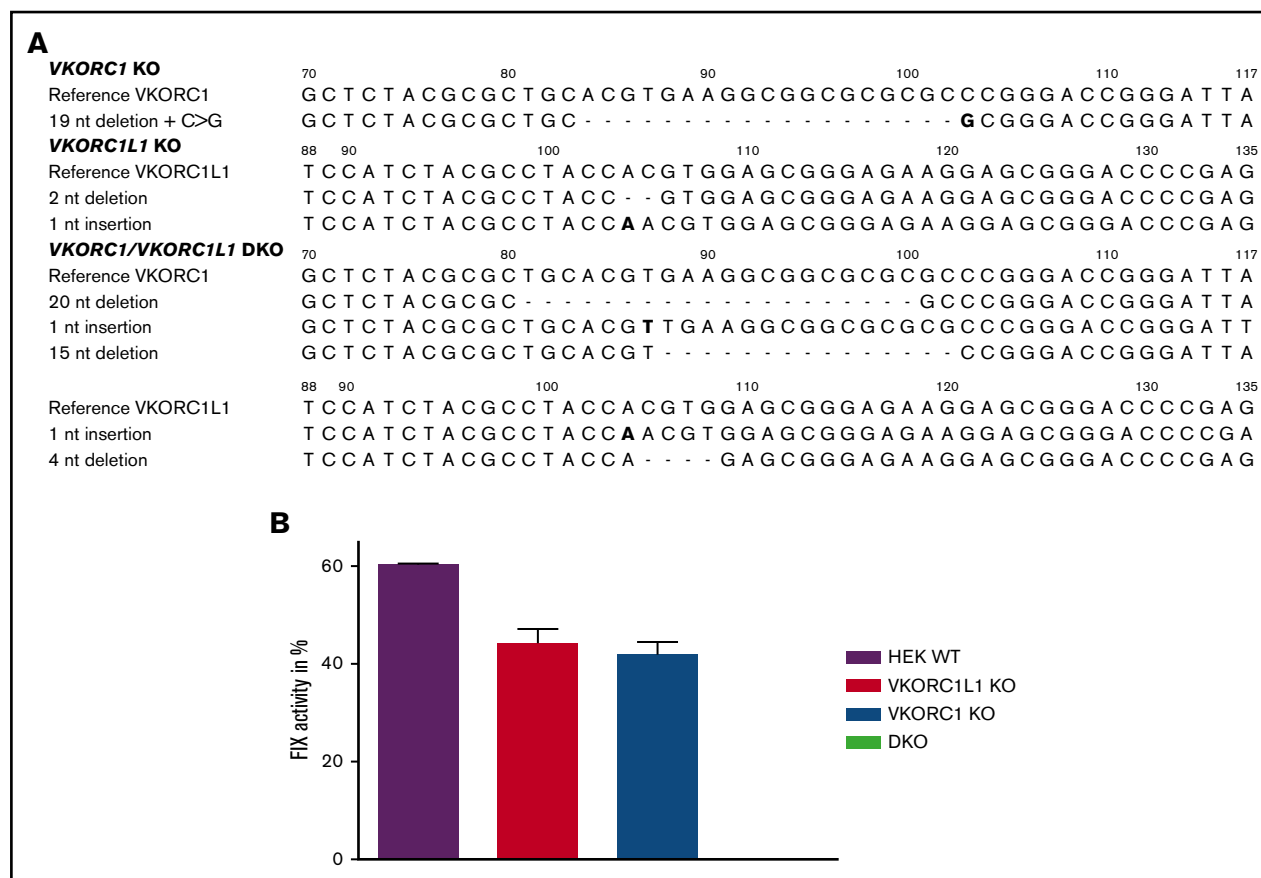 A
VKORC1 KO
70 80 90 100 110 117
Reference VKORC1 G C T C T A C G C G C T G C A C G T G A A G G C G G C G C G C G C C C G G G A C C G G G A T T A
19 nt deletion + C>G G C T C T A C G C G C T G C - - - - - - - - - - - - - - - - - - - G C G G G A C C G G G A T T A
VKORC1L1 KO
88 90 100 110 120 130 135
Reference VKORC1L1 T C C A T C T A C G C C T A C C A C G T G G A G C G G G A G A A G G A G C G G G A C C C C G A G
2 nt deletion T C C A T C T A C G C C T A C C - - G T G G A G C G G G A G A A G G A G C G G G A C C C C G A G
1 nt insertion T C C A T C T A C G C C T A C C A A C G T G G A G C G G G A G A A G G A G C G G G A C C C C G A G
VKORC1/VKORC1L1 DKO
70 80 90 100 110 117
Reference VKORC1 G C T C T A C G C G C T G C A C G T G A A G G C G G C G C G C G C C C G G G A C C G G G A T T A
20 nt deletion G C T C T A C G C G C - - - - - - - - - - - - - - - - - - - - G C C C G G G A C C G G G A T T A
1 nt insertion G C T C T A C G C G C T G C A C G T T G A A G G C G G C G C G C G C C C G G G A C C G G G A T T
15 nt deletion G C T C T A C G C G C T G C A C G T - - - - - - - - - - - - - - - C C G G G A C C G G G A T T A
88 90 100 110 120 130 135
Reference VKORC1L1 T C C A T C T A C G C C T A C C A C G T G G A G C G G G A G A A G G A G C G G G A C C C C G A G
1 nt insertion T C C A T C T A C G C C T A C C A A C G T G G A G C G G G A G A A G G A G C G G G A C C C C G A
4 nt deletion T C C A T C T A C G C C T A C C A - - - - G A G C G G G A G A A G G A G C G G G A C C C C G A G
B
FIX activity in %
60
40
20
0
HEK WT
VKORC1L1 KO
VKORC1 KO
DKO